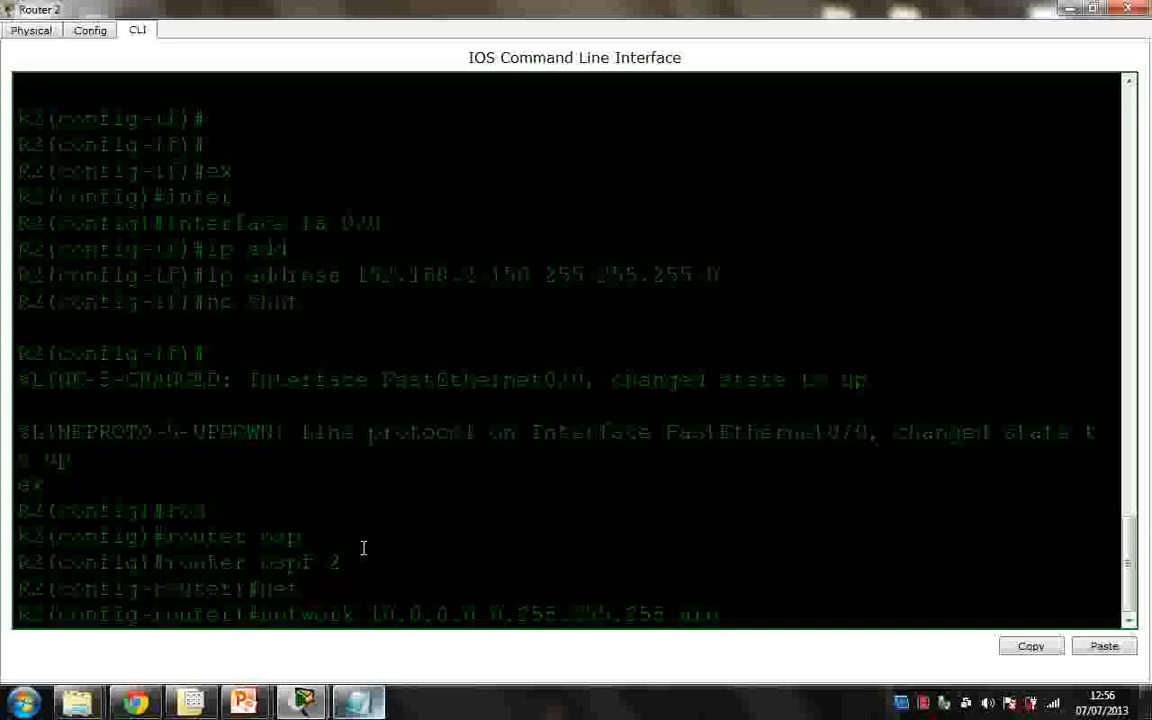 Router 2
Physical Config CLI
IOS Command Line Interface
R2(config-if)#
R2(config-if)#
R2(config-if)#ex
R2(config)#inter
R2(config)#interface fa 0/0
R2(config-if)#ip add
R2(config-if)#ip address 192.168.2.150 255.255.255.0
R2(config-if)#no shut
R2(config-if)#
%LINK-5-CHANGED: Interface FastEthernet0/0, changed state to up
%LINEPROTO-5-UPDOWN: Line protocol on Interface FastEthernet0/0, changed state t
o up
ex
R2(config)#rou
R2(config)#router osp
R2(config)#router ospf 2
R2(config-router)#net
R2(config-router)#network 10.0.0.0 0.255.255.255 are
Copy Paste
12:56
07/07/2013